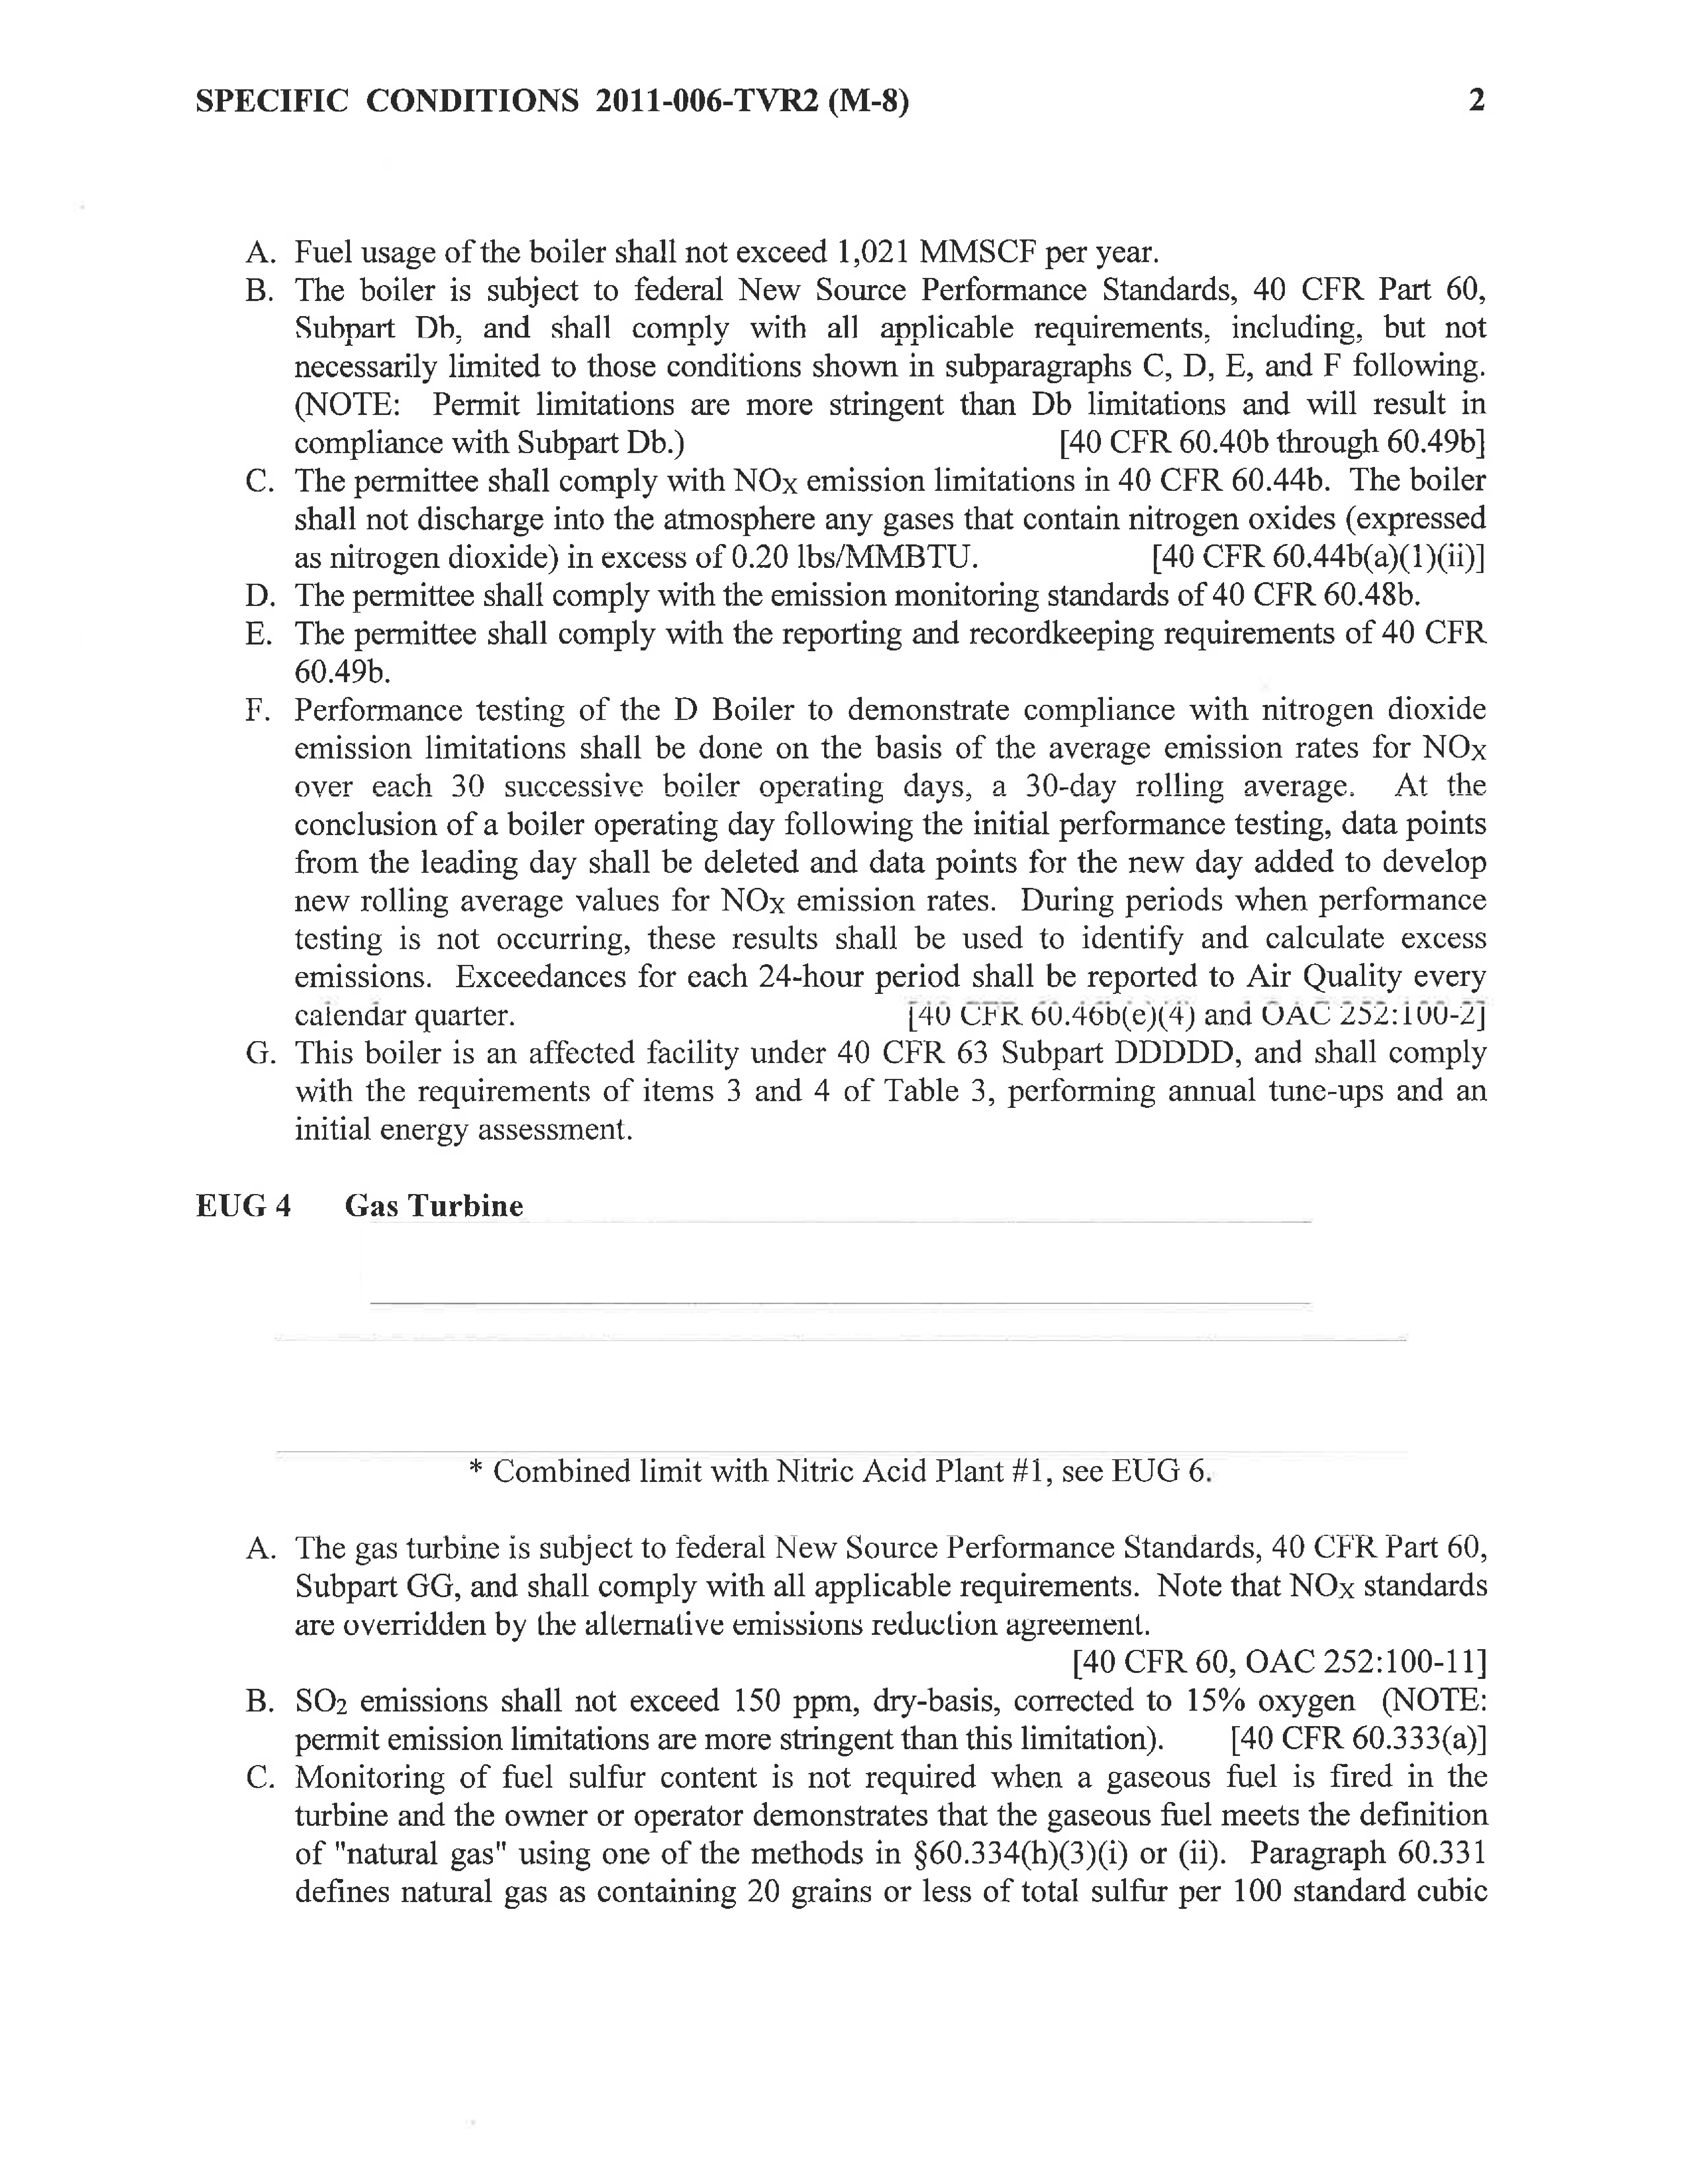 SPECIFIC CONDITIONS 2011-006-TVR2 (M-8) 2
A. Fuel usage of the boiler shall not exceed 1,021 MMSCF per year.
B. The boiler is subject to federal New Source Performance Standards, 40 CFR Part 60,
Subpart Db, and shall comply with all applicable requirements, including, but not
necessarily limited to those conditions shown in subparagraphs C, D, E, and F following.
(NOTE: Permit limitations are more stringent than Db limitations and will result in
compliance with Subpart Db.) [40 CFR 60.40b through 60.49b]
C. The permittee shall comply with NOX emission limitations in 40 CFR 60.44b. The boiler
shall not discharge into the atmosphere any gases that contain nitrogen oxides (expressed
as nitrogen dioxide) in excess of 0.20 lbs/MMBTU. [40 CFR 60.44b(a)(1)(ii)]
D. The permittee shall comply with the emission monitoring standards of 40 CFR 60.48b.
E. The permittee shall comply with the reporting and recordkeeping requirements of 40 CFR
60.49b.
F. Performance testing of the D Boiler to demonstrate compliance with nitrogen dioxide
emission limitations shall be done on the basis of the average emission rates for NOX
over each 30 successive boiler operating days, a 30-day rolling average. At the
conclusion of a boiler operating day following the initial performance testing, data points
from the leading day shall be deleted and data points for the new day added to develop
new rolling average values for NOX emission rates. During periods when performance
testing is not occurring, these results shall be used to identify and calculate excess
emissions. Exceedances for each 24-hour period shall be reported to Air Quality every
calendar quarter. [40 CFR 60.46b(e)(4) and OAC 252:100-2]
G. This boiler is an affected facility under 40 CFR 63 Subpart DDDDD, and shall comply
with the requirements of items 3 and 4 of Table 3, performing annual tune-ups and an
initial energy assessment.
EUG 4 Gas Turbine
* Combined limit with Nitric Acid Plant #1, see EUG 6.
A. The gas turbine is subject to federal New Source Performance Standards, 40 CFR Part 60,
Subpart GG, and shall comply with all applicable requirements. Note that NOX standards
are overridden by the alternative emissions reduction agreement.
[40 CFR 60, OAC 252:100-11]
B. SO2 emissions shall not exceed 150 ppm, dry-basis, corrected to 15% oxygen (NOTE:
permit emission limitations are more stringent than this limitation). [40 CFR 60.333(a)]
C. Monitoring of fuel sulfur content is not required when a gaseous fuel is fired in the
turbine and the owner or operator demonstrates that the gaseous fuel meets the definition
of "natural gas" using one of the methods in §60.334(h)(3)(i) or (ii). Paragraph 60.331
defines natural gas as containing 20 grains or less of total sulfur per 100 standard cubic